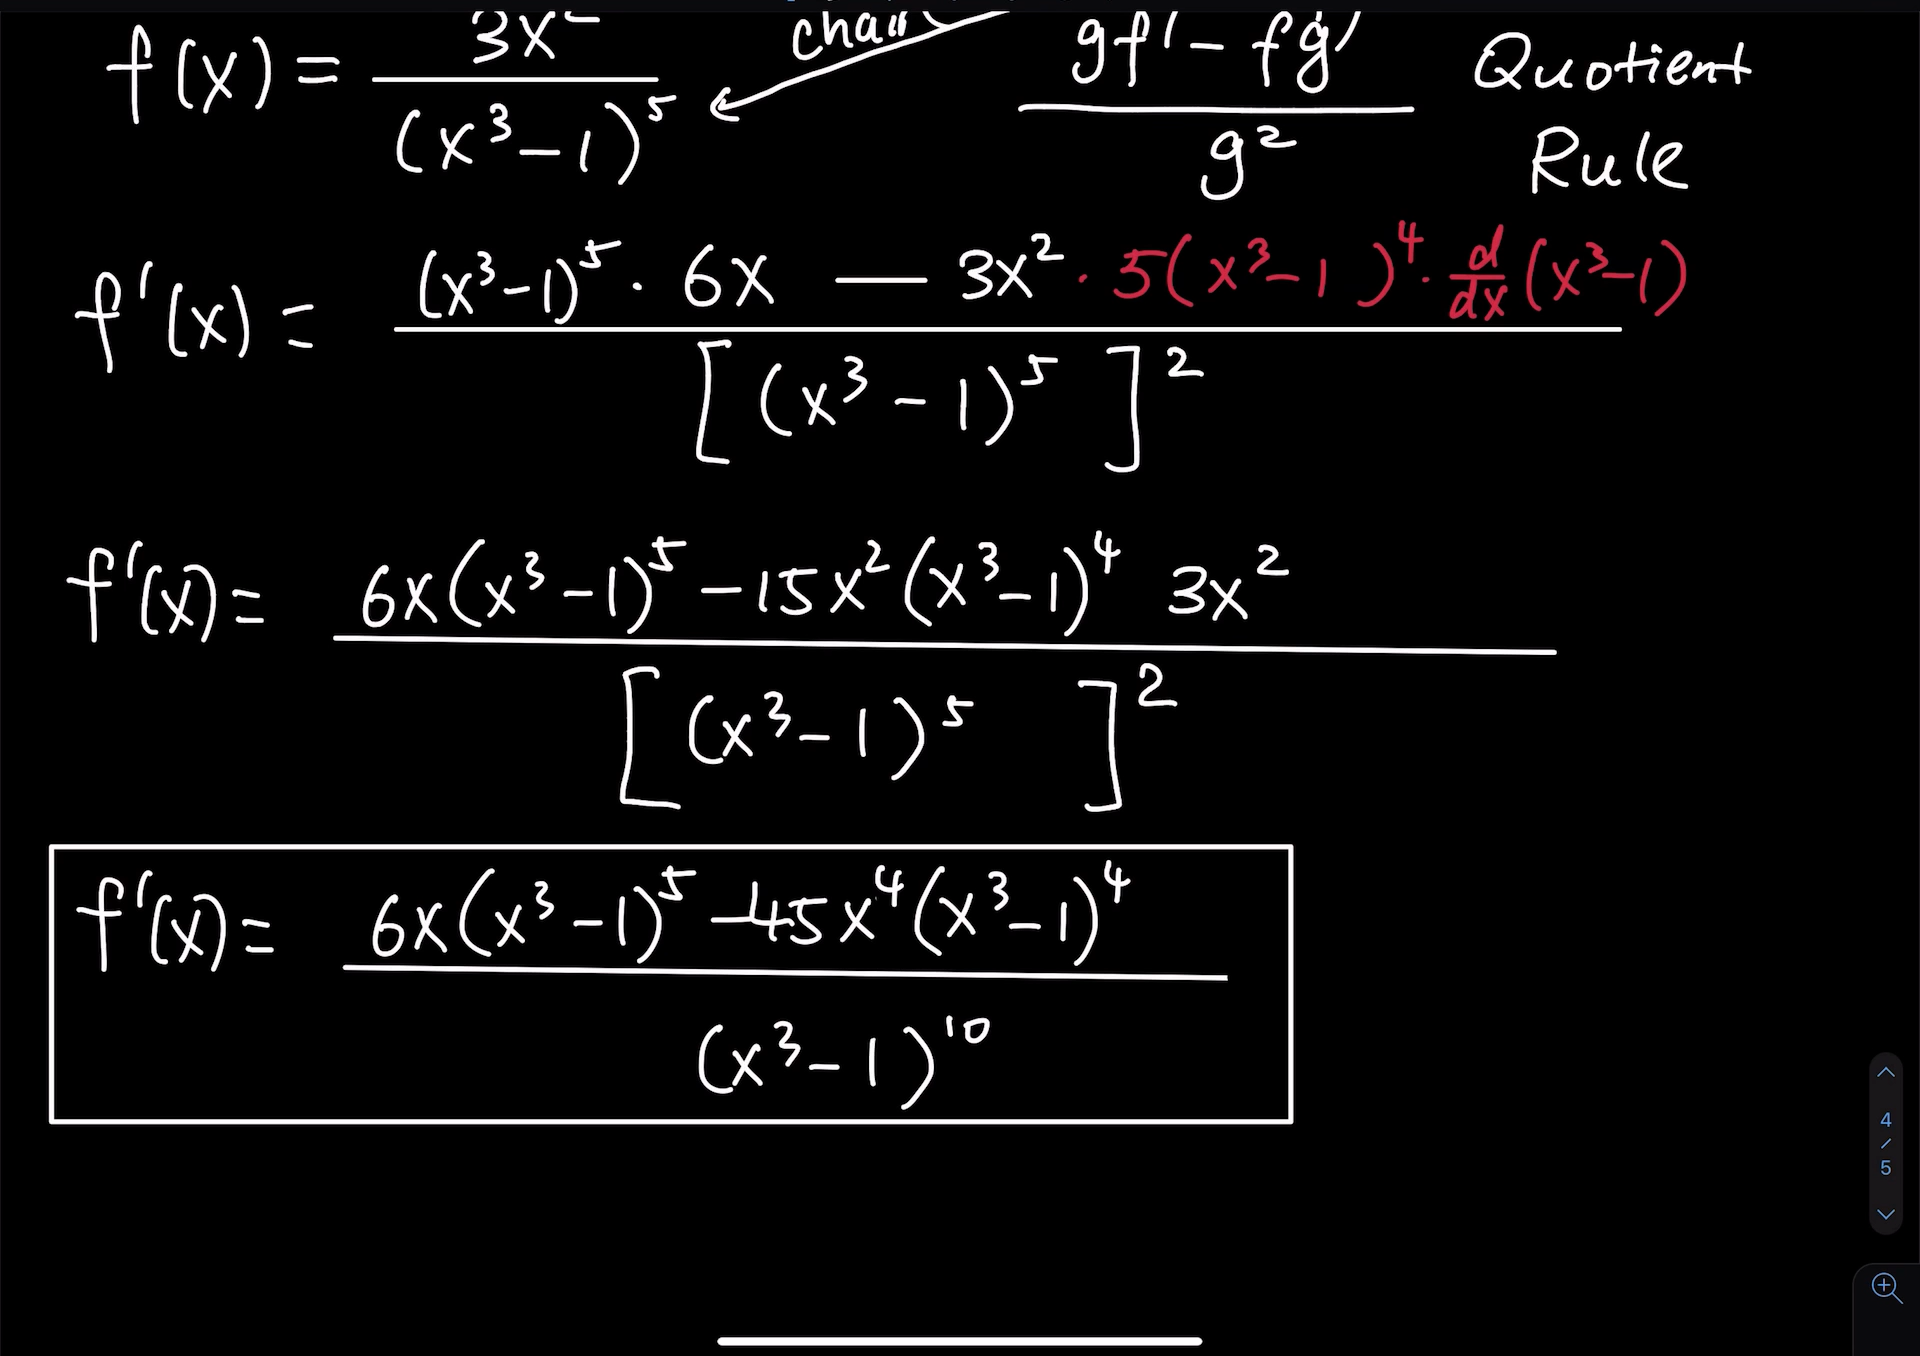 f(x) = 3x² / (x³-1)⁵
gf' - fg' / g²
Quotient
Rule
f'(x) = (x³-1)⁵ · 6x - 3x² · 5(x³-1)⁴ · d/dx (x³-1) / [(x³-1)⁵]²
f'(x) = 6x(x³-1)⁵ - 15x²(x³-1)⁴ 3x² / [(x³-1)⁵]²
f'(x) = 6x(x³-1)⁵ - 45x⁴(x³-1)⁴ / (x³-1)¹⁰
4
/
5